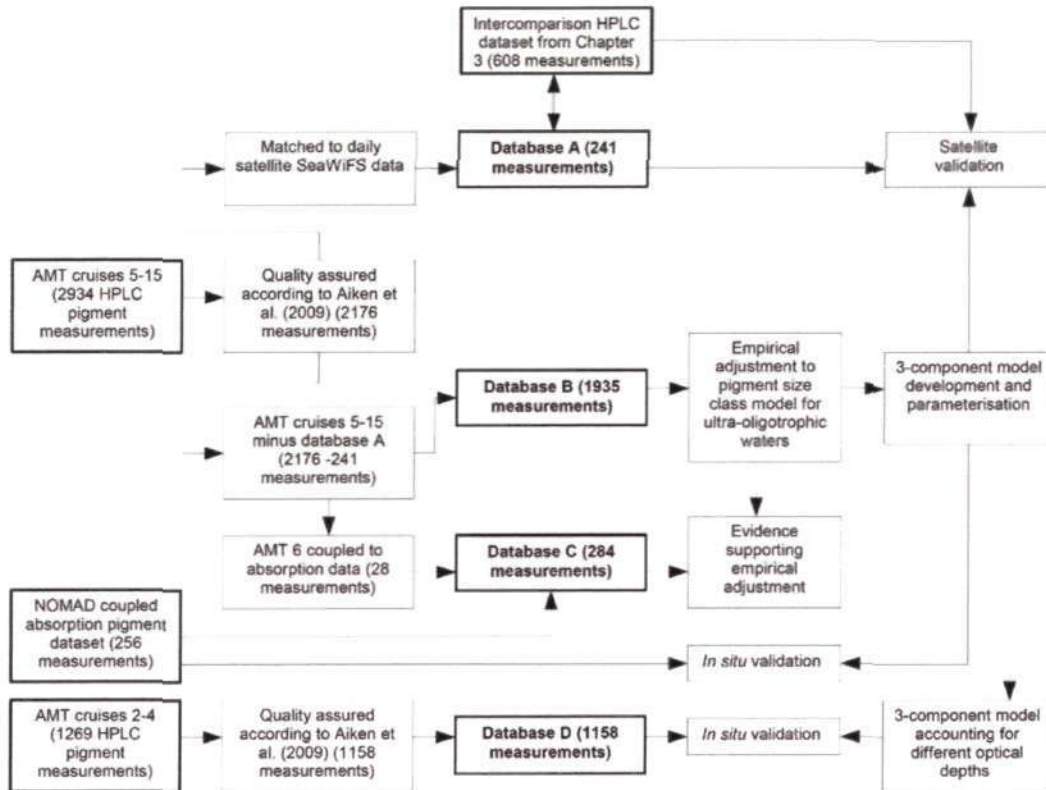 Intercomparison HPLC
dataset from Chapter
3 (608 measurements)
Matched to daily
satellite SeaWiFS data
Database A (241
measurements)
Satellite
validation
AMT cruises 5-15
(2934 HPLC
pigment
measurements)
Quality assured
according to Aiken
et al. (2009) (2176
measurements)
AMT cruises 5-15
minus database A
(2176 -241
measurements)
Database B (1935
measurements)
Empirical
adjustment to
pigment size
class model for
ultra-oligotrophic
waters
3-component model
development and
parameterisation
AMT 6 coupled to
absorption data (28
measurements)
Database C (284
measurements)
Evidence
supporting
empirical
adjustment
NOMAD coupled
absorption pigment
dataset (256
measurements)
In situ validation
AMT cruises 2-4
(1269 HPLC
pigment
measurements)
Quality assured
according to Aiken et
al. (2009) (1158
measurements)
Database D (1158
measurements)
In situ validation
3-component model
accounting for
different optical
depths